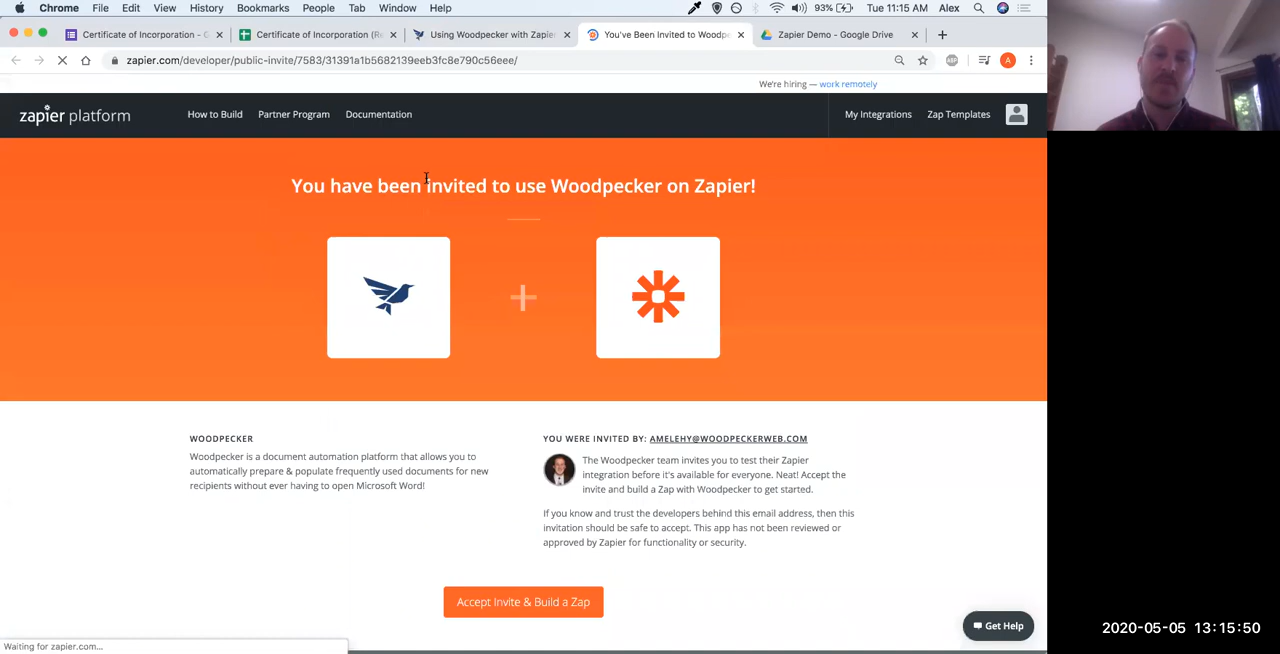 Chrome File Edit View History Bookmarks People Tab Window Help 93% Tue 11:15 AM Alex
Certificate of Incorporation - G Certificate of Incorporation (Re Using Woodpecker with Zapier You've Been Invited to Woodpe Zapier Demo - Google Drive
zapier.com/developer/public-invite/7583/31391a1b5682139eeb3fc8e790c56eee/ ABP A
We're hiring — work remotely
zapier platform How to Build Partner Program Documentation My Integrations Zap Templates
You have been invited to use Woodpecker on Zapier!
+
WOODPECKER
Woodpecker is a document automation platform that allows you to
automatically prepare & populate frequently used documents for new
recipients without ever having to open Microsoft Word!
YOU WERE INVITED BY: AMELEHY@WOODPECKERWEB.COM
The Woodpecker team invites you to test their Zapier
integration before it's available for everyone. Neat! Accept the
invite and build a Zap with Woodpecker to get started.
If you know and trust the developers behind this email address, then this
invitation should be safe to accept. This app has not been reviewed or
approved by Zapier for functionality or security.
Accept Invite & Build a Zap
Get Help
Waiting for zapier.com...
2020-05-05 13:15:50